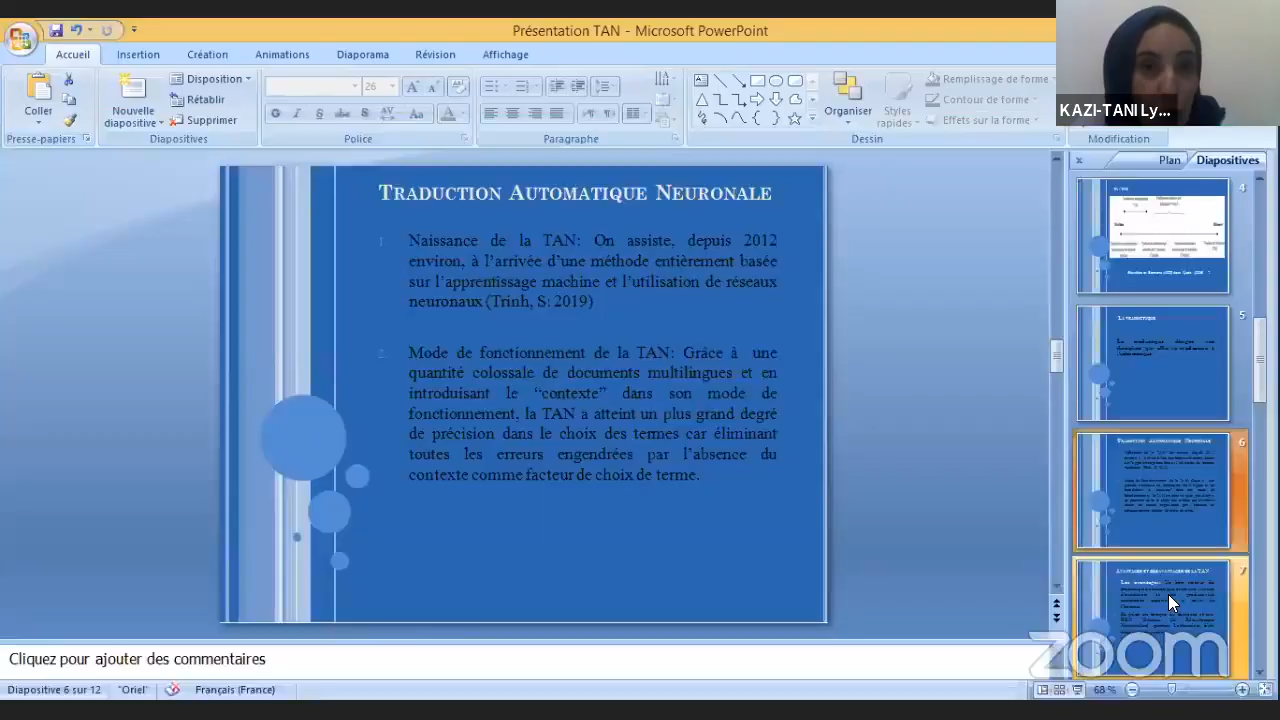 Présentation TAN - Microsoft PowerPoint
Accueil
Insertion
Création
Animations
Diaporama
Révision
Affichage
Coller
Presse-papiers
Nouvelle
diapositive
Disposition
Rétablir
Supprimer
Diapositives
26
Police
Paragraphe
Organiser
Styles
rapides
Remplissage de forme
Contour de forme
Effets sur la forme
Dessin
Modification
KAZI-TANI Ly...
Plan
Diapositives
TRADUCTION AUTOMATIQUE NEURONALE
1. Naissance de la TAN: On assiste, depuis 2012
environ, à l’arrivée d’une méthode entièrement basée
sur l’apprentissage machine et l’utilisation de réseaux
neuronaux (Trinh, S: 2019)
2. Mode de fonctionnement de la TAN: Grâce à une
quantité colossale de documents multilingues et en
introduisant le “contexte” dans son mode de
fonctionnement, la TAN a atteint un plus grand degré
de précision dans le choix des termes car éliminant
toutes les erreurs engendrées par l’absence du
contexte comme facteur de choix de terme.
4
5
6
7
zoom
Cliquez pour ajouter des commentaires
Diapositive 6 sur 12
"Oriel"
Français (France)
68 %